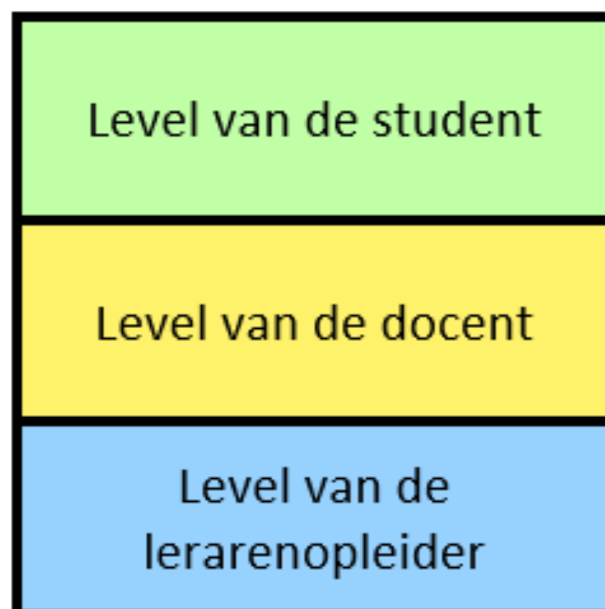 Level van de student
Level van de docent
Level van de
lerarenopleider